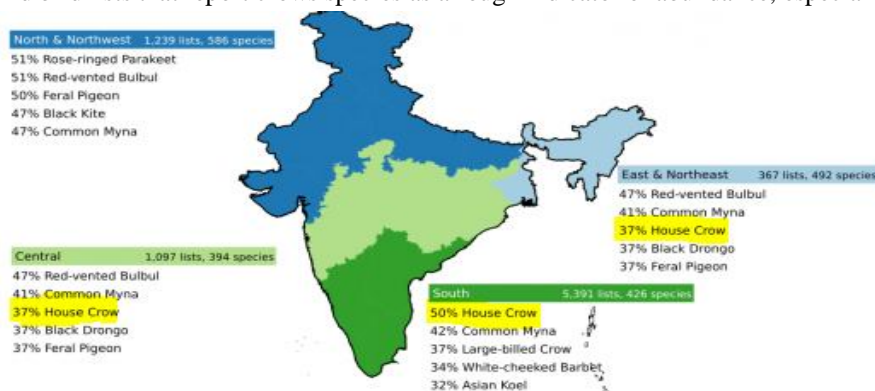 North & Northwest 1,239 lists, 586 species
51% Rose-ringed Parakeet
51% Red-vented Bulbul
50% Feral Pigeon
47% Black Kite
47% Common Myna
East & Northeast 367 lists, 492 species
47% Red-vented Bulbul
41% Common Myna
37% House Crow
37% Black Drongo
37% Feral Pigeon
Central 1,097 lists, 394 species
47% Red-vented Bulbul
41% Common Myna
37% House Crow
37% Black Drongo
37% Feral Pigeon
South 5,391 lists, 426 species
50% House Crow
42% Common Myna
37% Large-billed Crow
34% White-cheeked Barbet
32% Asian Koel